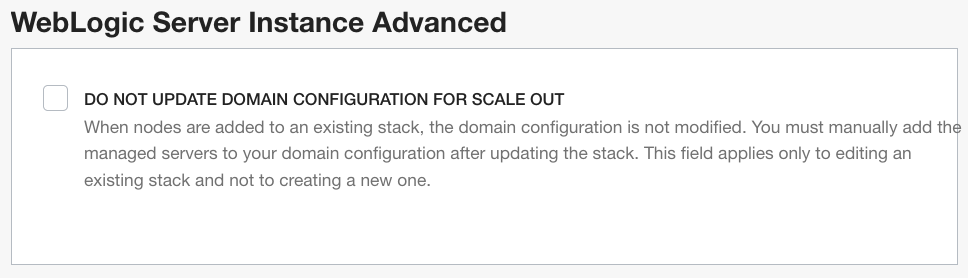 WebLogic Server Instance Advanced
DO NOT UPDATE DOMAIN CONFIGURATION FOR SCALE OUT
When nodes are added to an existing stack, the domain configuration is not modified. You must manually add the
managed servers to your domain configuration after updating the stack. This field applies only to editing an
existing stack and not to creating a new one.